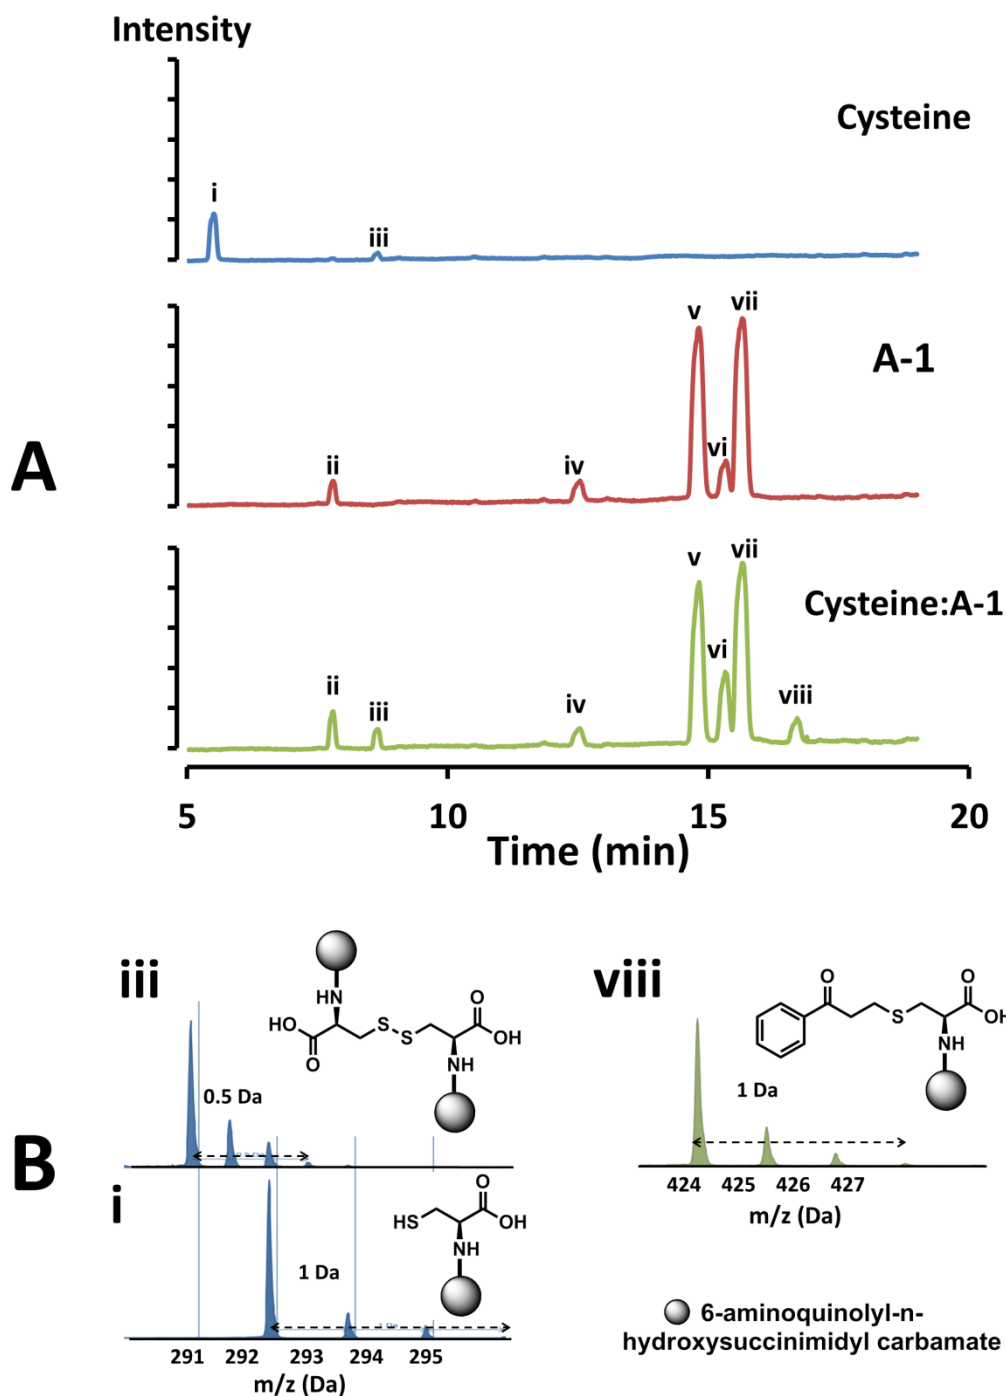 Intensity
Cysteine
i
iii
A
A-1
ii
iv
v
vi
vii
Cysteine:A-1
ii
iii
iv
v
vi
vii
viii
5
10
15
20
Time (min)
B
iii
0.5 Da
HN
HO
O
S
S
O
OH
NH
i
1 Da
HS
O
OH
NH
291
292
293
294
295
m/z (Da)
viii
O
S
O
OH
NH
1 Da
424
425
426
427
m/z (Da)
6-aminoquinolyl-n-
hydroxysuccinimidyl carbamate